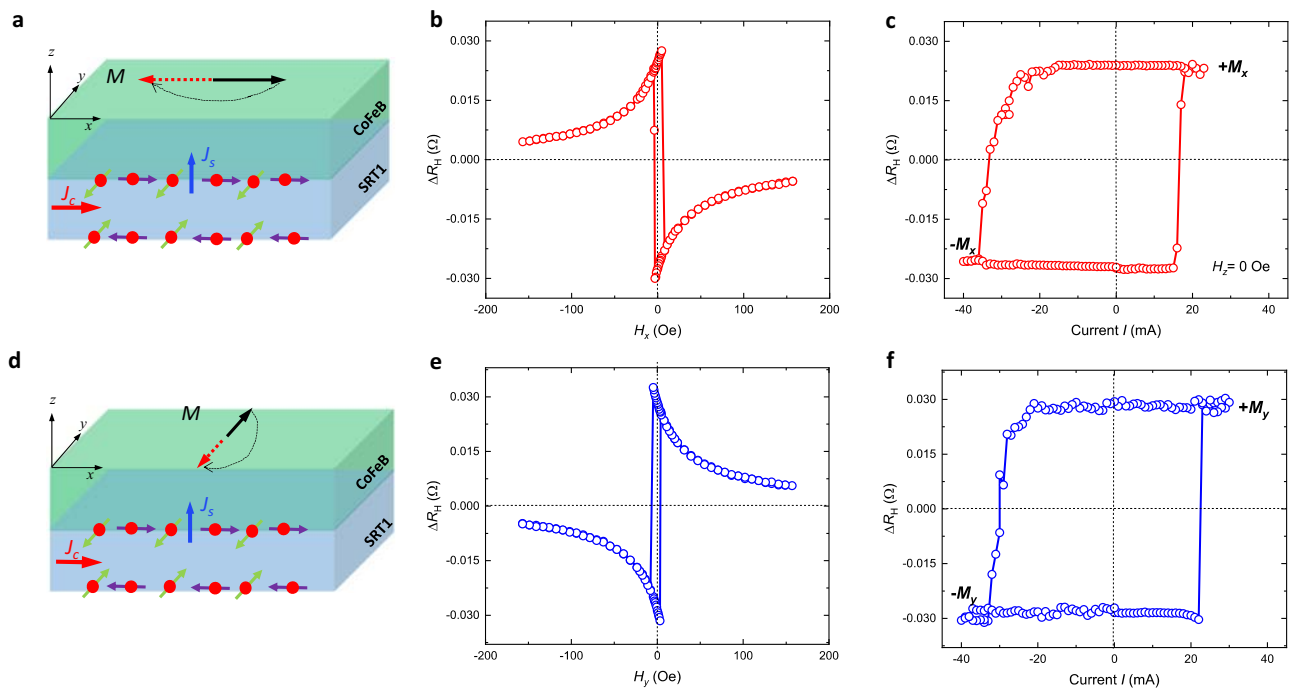 a
z
y
x
M
CoFeB
SRT1
J_s
J_c
b
ΔR_H (Ω)
0.030
0.015
0.000
-0.015
-0.030
-200 -100 0 100 200
H_x (Oe)
c
ΔR_H (Ω)
0.030
0.015
0.000
-0.015
-0.030
+M_x
-M_x
H_z= 0 Oe
-40 -20 0 20 40
Current I (mA)
d
z
y
x
M
CoFeB
SRT1
J_s
J_c
e
ΔR_H (Ω)
0.030
0.015
0.000
-0.015
-0.030
-200 -100 0 100 200
H_y (Oe)
f
ΔR_H (Ω)
0.030
0.015
0.000
-0.015
-0.030
+M_y
-M_y
-40 -20 0 20 40
Current I (mA)